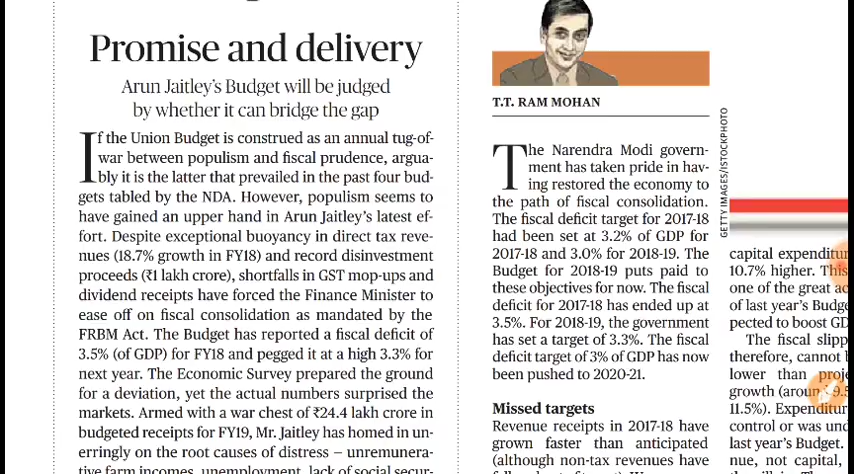 Promise and delivery
Arun Jaitley's Budget will be judged
by whether it can bridge the gap
If the Union Budget is construed as an annual tug-of-
war between populism and fiscal prudence, argua-
bly it is the latter that prevailed in the past four bud-
gets tabled by the NDA. However, populism seems to
have gained an upper hand in Arun Jaitley's latest ef-
fort. Despite exceptional buoyancy in direct tax reve-
nues (18.7% growth in FY18) and record disinvestment
proceeds (₹1 lakh crore), shortfalls in GST mop-ups and
dividend receipts have forced the Finance Minister to
ease off on fiscal consolidation as mandated by the
FRBM Act. The Budget has reported a fiscal deficit of
3.5% (of GDP) for FY18 and pegged it at a high 3.3% for
next year. The Economic Survey prepared the ground
for a deviation, yet the actual numbers surprised the
markets. Armed with a war chest of ₹24.4 lakh crore in
budgeted receipts for FY19, Mr. Jaitley has homed in un-
erringly on the root causes of distress – unremunera-
tive farm incomes, unemployment, lack of social secur-
T.T. RAM MOHAN
The Narendra Modi govern-
ment has taken pride in hav-
ing restored the economy to
the path of fiscal consolidation.
The fiscal deficit target for 2017-18
had been set at 3.2% of GDP for
2017-18 and 3.0% for 2018-19. The
Budget for 2018-19 puts paid to
these objectives for now. The fiscal
deficit for 2017-18 has ended up at
3.5%. For 2018-19, the government
has set a target of 3.3%. The fiscal
deficit target of 3% of GDP has now
been pushed to 2020-21.
Missed targets
Revenue receipts in 2017-18 have
grown faster than anticipated
(although non-tax revenues have
GETTY IMAGES/ISTOCKPHOTO
capital
10.7% higher. This
one of the great
of last year's
pected to boost
The fiscal
therefore, cannot
lower than
growth
11.5%).
control or was
last year's Budget.
nue, not capital,